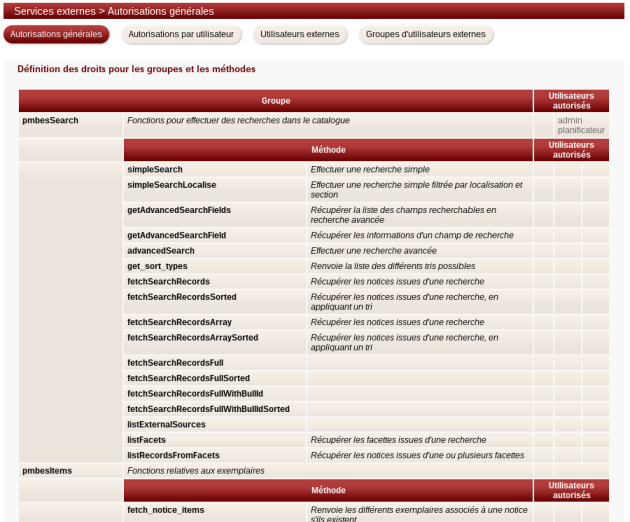 Services externes > Autorisations générales
Autorisations générales
Autorisations par utilisateur
Utilisateurs externes
Groupes d'utilisateurs externes
Définition des droits pour les groupes et les méthodes
Groupe
Utilisateurs
autorisés
pmbesSearch
Fonctions pour effectuer des recherches dans le catalogue
admin
planificateur
Méthode
Utilisateurs
autorisés
simpleSearch
Effectuer une recherche simple
simpleSearchLocalise
Effectuer une recherche simple filtrée par localisation et
section
getAdvancedSearchFields
Récupérer la liste des champs recherchables en
recherche avancée
getAdvancedSearchField
Récupérer les informations d'un champ de recherche
advancedSearch
Effectuer une recherche avancée
get_sort_types
Renvoie la liste des différents tris possibles
fetchSearchRecords
Récupérer les notices issues d'une recherche
fetchSearchRecordsSorted
Récupérer les notices issues d'une recherche, en
appliquant un tri
fetchSearchRecordsArray
Récupérer les notices issues d'une recherche
fetchSearchRecordsArraySorted
Récupérer les notices issues d'une recherche, en
appliquant un tri
fetchSearchRecordsFull
fetchSearchRecordsFullSorted
fetchSearchRecordsFullWithBullId
fetchSearchRecordsFullWithBullIdSorted
listExternalSources
listFacets
Récupérer les facettes issues d'une recherche
listRecordsFromFacets
Récupérer les notices issues d'une ou plusieurs facettes
pmbesItems
Fonctions relatives aux exemplaires
Méthode
Utilisateurs
autorisés
fetch_notice_items
Renvoie les différents exemplaires associés à une notice
s'ils existent